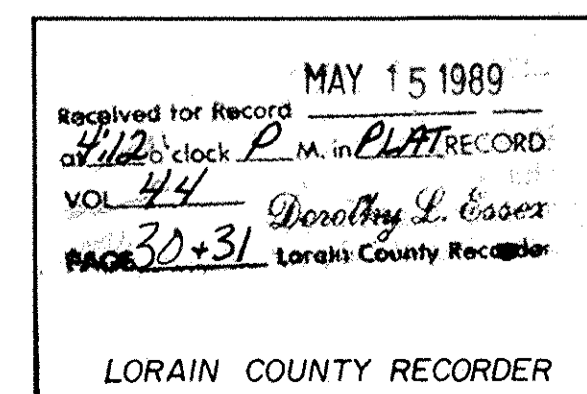 MAY 15 1989
Received for Record
at 4:12 o'clock P M. in PLAT RECORD
VOL 44
Dorothy L. Essex
PAGE 30+31 Lorain County Recorder
LORAIN COUNTY RECORDER